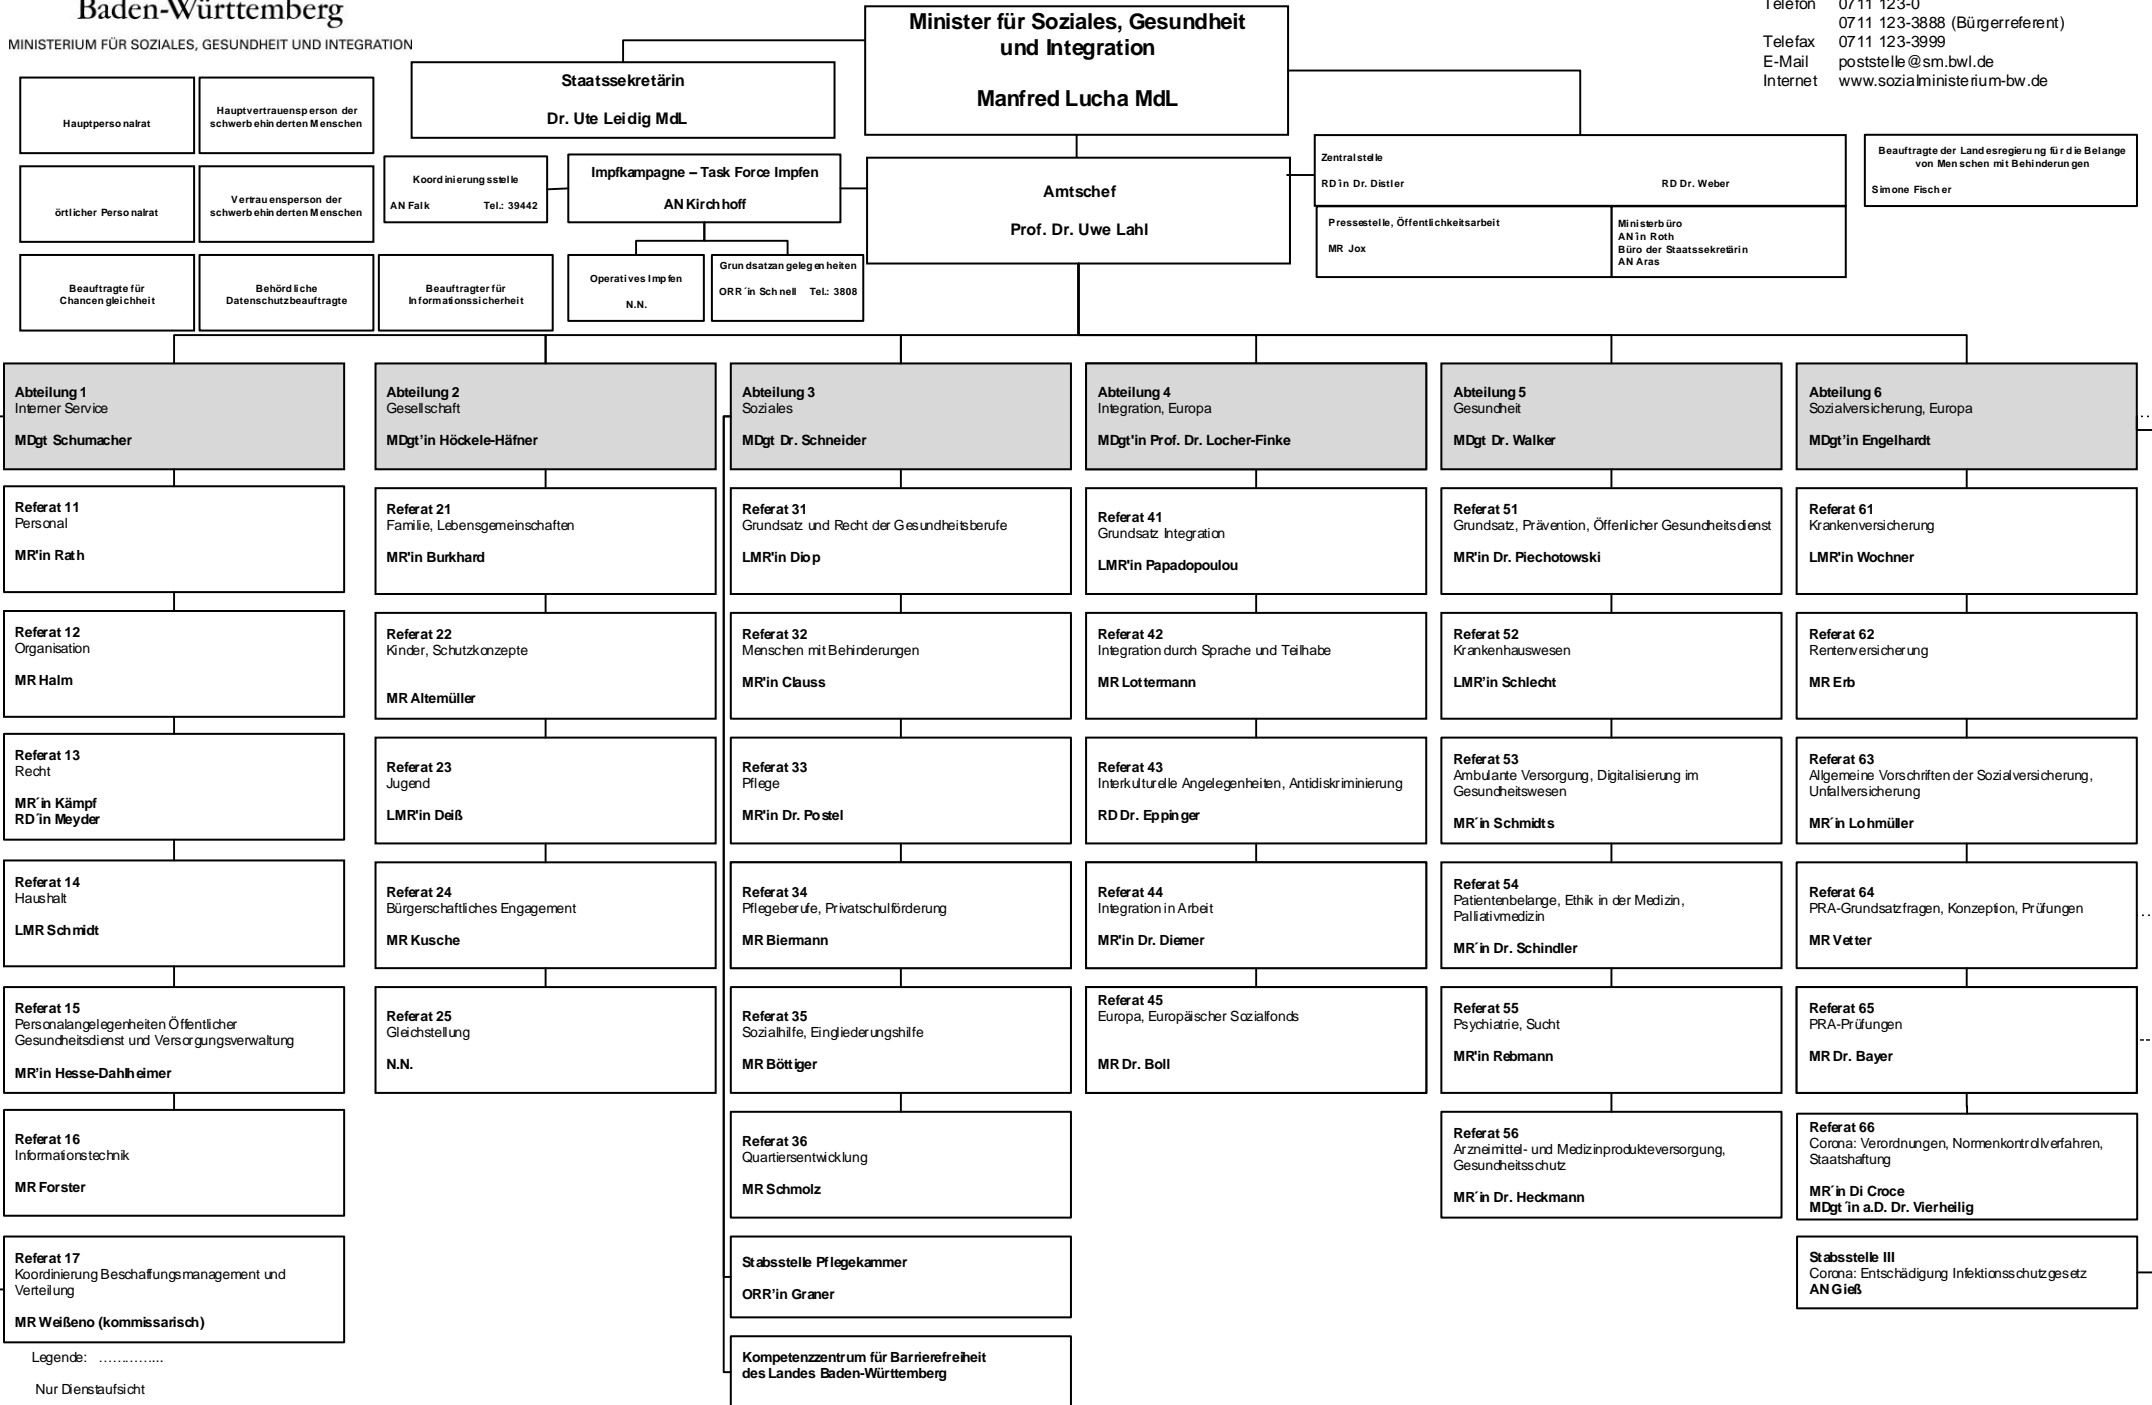 Baden-Württemberg
MINISTERIUM FÜR SOZIALES, GESUNDHEIT UND INTEGRATION
Telefon 0711 123-0
0711 123-3888 (Bürgerreferent)
Telefax 0711 123-3999
E-Mail poststelle@sm.bwl.de
Internet www.sozialministerium-bw.de
Minister für Soziales, Gesundheit
und Integration
Manfred Lucha MdL
Staatssekretärin
Dr. Ute Leidig MdL
Hauptpersonalrat
Hauptvertrauensperson der
schwerbehinderten Menschen
örtlicher Personalrat
Vertrauensperson der
schwerbehinderten Menschen
Beauftragte für
Chancengleichheit
Behördliche
Datenschutzbeauftragte
Beauftragter für
Informationssicherheit
Koordinierungsstelle
AN Falk Tel.: 39442
Impfkampagne – Task Force Impfen
AN Kirchhoff
Operatives Impfen
N.N.
Grundsatzangelegenheiten
ORR´in Schnell Tel.: 3808
Amtschef
Prof. Dr. Uwe Lahl
Zentralstelle
RD´in Dr. Distler RD Dr. Weber
Pressestelle, Öffentlichkeitsarbeit
MR Jox
Ministerbüro
AN´in Roth
Büro der Staatssekretärin
AN Aras
Beauftragte der Landesregierung für die Belange
von Menschen mit Behinderungen
Simone Fischer
Abteilung 1
Interner Service
MDgt Schumacher
Referat 11
Personal
MR'in Rath
Referat 12
Organisation
MR Halm
Referat 13
Recht
MR´in Kämpf
RD´in Meyder
Referat 14
Haushalt
LMR Schmidt
Referat 15
Personalangelegenheiten Öffentlicher
Gesundheitsdienst und Versorgungsverwaltung
MR’in Hesse-Dahlheimer
Referat 16
Informationstechnik
MR Forster
Referat 17
Koordinierung Beschaffungsmanagement und
Verteilung
MR Weißeno (kommissarisch)
Legende: ..............
Nur Dienstaufsicht
Abteilung 2
Gesellschaft
MDgt’in Höckele-Häfner
Referat 21
Familie, Lebensgemeinschaften
MR'in Burkhard
Referat 22
Kinder, Schutzkonzepte
MR Altemüller
Referat 23
Jugend
LMR'in Deiß
Referat 24
Bürgerschaftliches Engagement
MR Kusche
Referat 25
Gleichstellung
N.N.
Abteilung 3
Soziales
MDgt Dr. Schneider
Referat 31
Grundsatz und Recht der Gesundheitsberufe
LMR'in Diop
Referat 32
Menschen mit Behinderungen
MR'in Clauss
Referat 33
Pflege
MR'in Dr. Postel
Referat 34
Pflegeberufe, Privatschulförderung
MR Biermann
Referat 35
Sozialhilfe, Eingliederungshilfe
MR Böttiger
Referat 36
Quartiersentwicklung
MR Schmolz
Stabsstelle Pflegekammer
ORR’in Graner
Kompetenzzentrum für Barrierefreiheit
des Landes Baden-Württemberg
Abteilung 4
Integration, Europa
MDgt'in Prof. Dr. Locher-Finke
Referat 41
Grundsatz Integration
LMR'in Papadopoulou
Referat 42
Integration durch Sprache und Teilhabe
MR Lottermann
Referat 43
Interkulturelle Angelegenheiten, Antidiskriminierung
RD Dr. Eppinger
Referat 44
Integration in Arbeit
MR'in Dr. Diemer
Referat 45
Europa, Europäischer Sozialfonds
MR Dr. Boll
Abteilung 5
Gesundheit
MDgt Dr. Walker
Referat 51
Grundsatz, Prävention, Öffenlicher Gesundheitsdienst
MR'in Dr. Piechotowski
Referat 52
Krankenhauswesen
LMR’in Schlecht
Referat 53
Ambulante Versorgung, Digitalisierung im
Gesundheitswesen
MR´in Schmidts
Referat 54
Patientenbelange, Ethik in der Medizin,
Palliativmedizin
MR´in Dr. Schindler
Referat 55
Psychiatrie, Sucht
MR'in Rebmann
Referat 56
Arzneimittel- und Medizinprodukteversorgung,
Gesundheitsschutz
MR´in Dr. Heckmann
Abteilung 6
Sozialversicherung, Europa
MDgt’in Engelhardt
Referat 61
Krankenversicherung
LMR'in Wochner
Referat 62
Rentenversicherung
MR Erb
Referat 63
Allgemeine Vorschriften der Sozialversicherung,
Unfallversicherung
MR´in Lohmüller
Referat 64
PRA-Grundsatzfragen, Konzeption, Prüfungen
MR Vetter
Referat 65
PRA-Prüfungen
MR Dr. Bayer
Referat 66
Corona: Verordnungen, Normenkontrollverfahren,
Staatshaftung
MR´in Di Croce
MDgt´in a.D. Dr. Vierheilig
Stabsstelle III
Corona: Entschädigung Infektionsschutzgesetz
AN Gieß